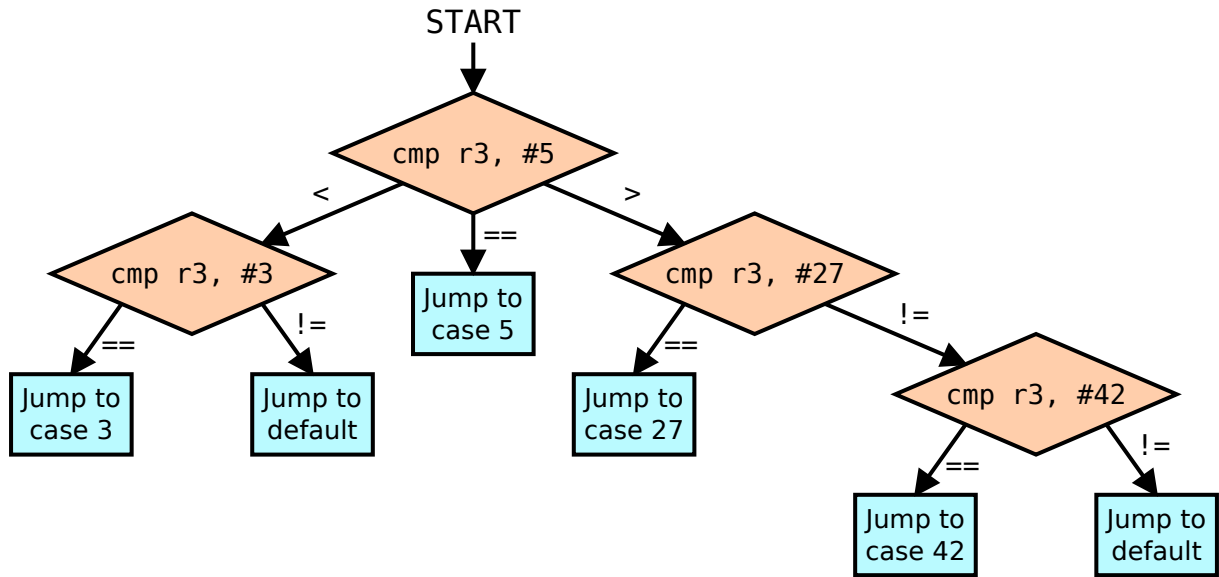 START
cmp r3, #5
<
==
>
cmp r3, #3
cmp r3, #27
==
!=
Jump to
case 5
==
!=
Jump to
case 3
Jump to
default
Jump to
case 27
cmp r3, #42
==
!=
Jump to
case 42
Jump to
default